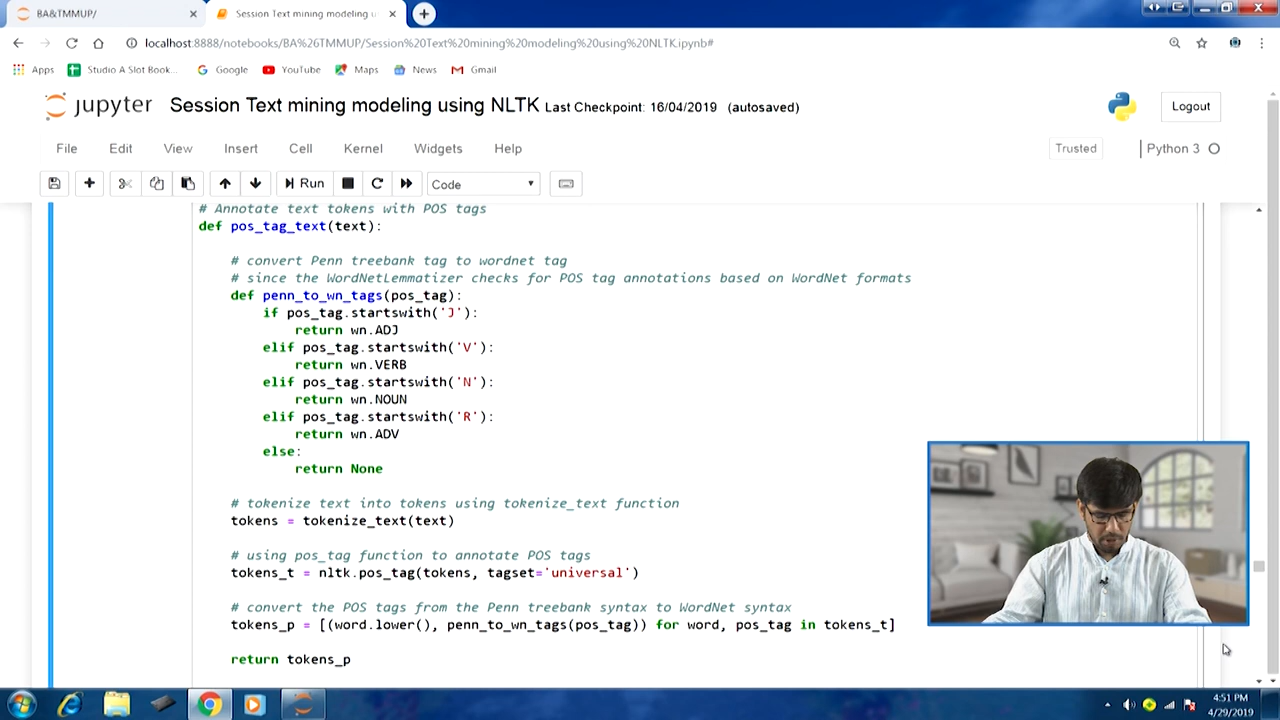 BA&TMMUP/
Session Text mining modeling u
localhost:8888/notebooks/BA%26TMMUP/Session%20Text%20mining%20modeling%20using%20NLTK.ipynb#
Apps Studio A Slot Book... Google YouTube Maps News Gmail
jupyter Session Text mining modeling using NLTK Last Checkpoint: 16/04/2019 (autosaved)
Logout
File Edit View Insert Cell Kernel Widgets Help
Trusted Python 3
Run Code
# Annotate text tokens with POS tags
def pos_tag_text(text):
# convert Penn treebank tag to wordnet tag
# since the WordNetLemmatizer checks for POS tag annotations based on WordNet formats
def penn_to_wn_tags(pos_tag):
if pos_tag.startswith('J'):
return wn.ADJ
elif pos_tag.startswith('V'):
return wn.VERB
elif pos_tag.startswith('N'):
return wn.NOUN
elif pos_tag.startswith('R'):
return wn.ADV
else:
return None
# tokenize text into tokens using tokenize_text function
tokens = tokenize_text(text)
# using pos_tag function to annotate POS tags
tokens_t = nltk.pos_tag(tokens, tagset='universal')
# convert the POS tags from the Penn treebank syntax to WordNet syntax
tokens_p = [(word.lower(), penn_to_wn_tags(pos_tag)) for word, pos_tag in tokens_t]
return tokens_p
4:51 PM
4/29/2019